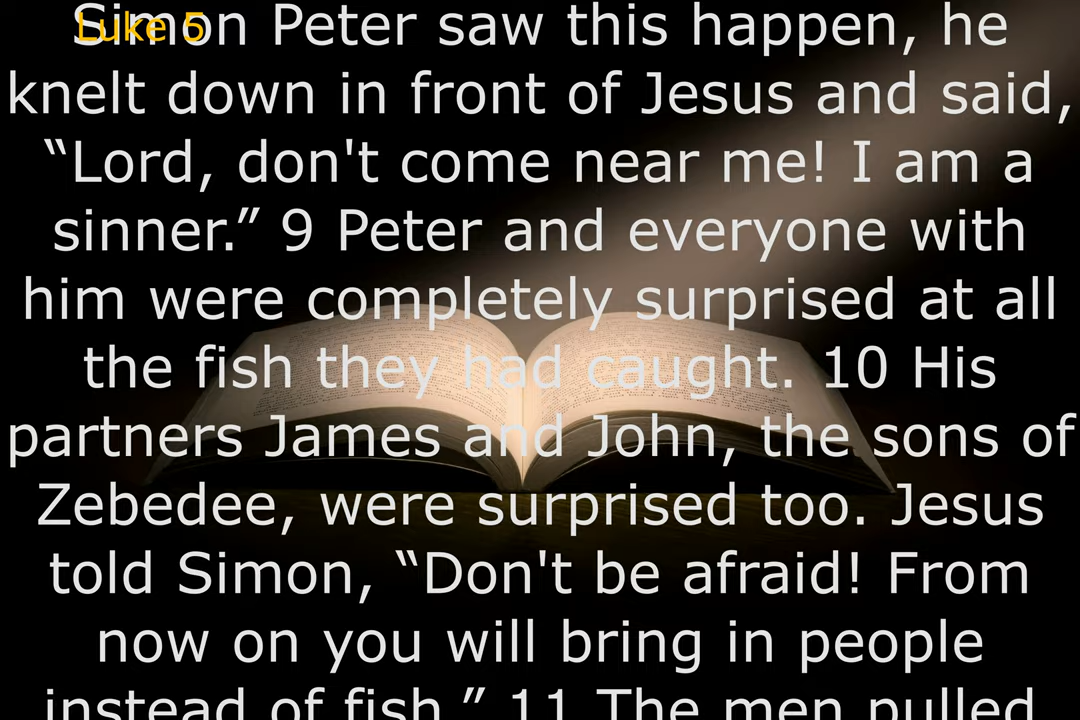 Luke 5
Simon Peter saw this happen, he
knelt down in front of Jesus and said,
“Lord, don't come near me! I am a
sinner.” 9 Peter and everyone with
him were completely surprised at all
the fish they had caught. 10 His
partners James and John, the sons of
Zebedee, were surprised too. Jesus
told Simon, “Don't be afraid! From
now on you will bring in people
instead of fish.” 11 The men pulled